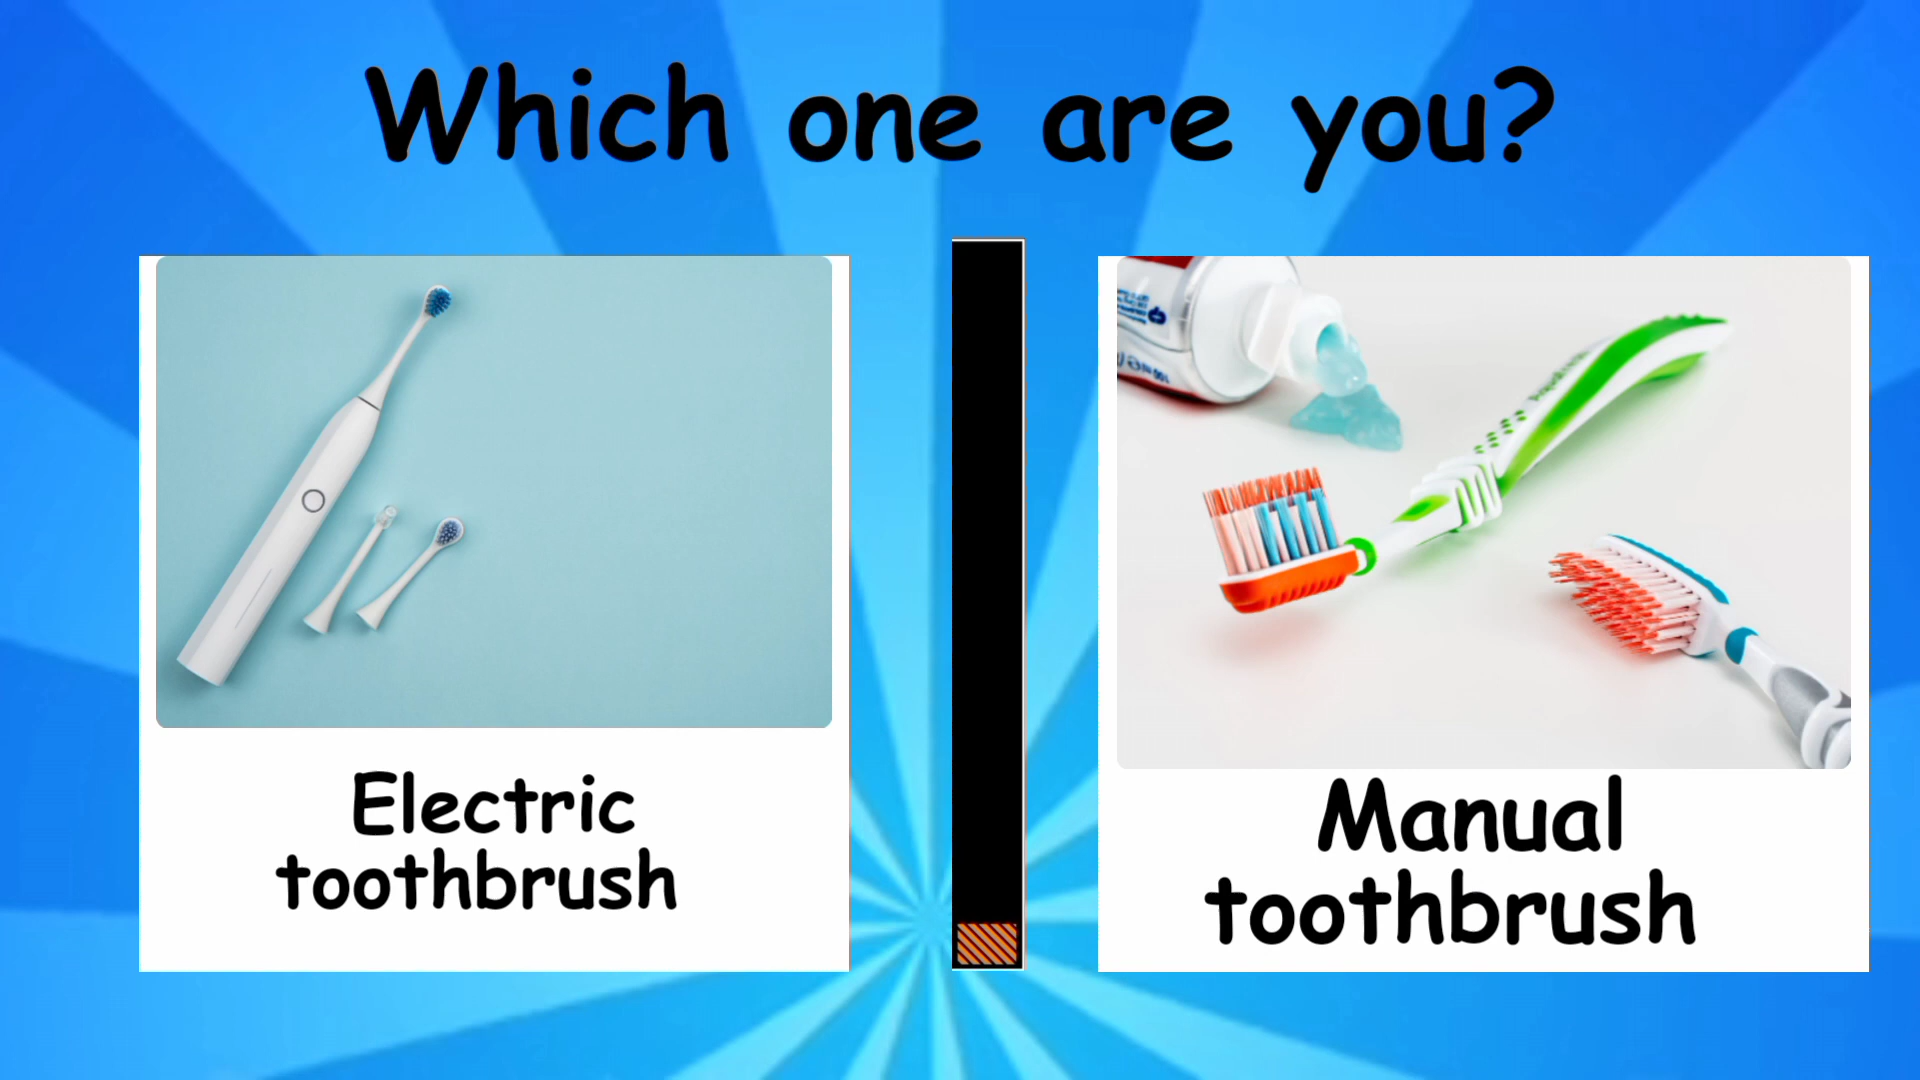 Which one are you?
Electric
toothbrush
Manual
toothbrush